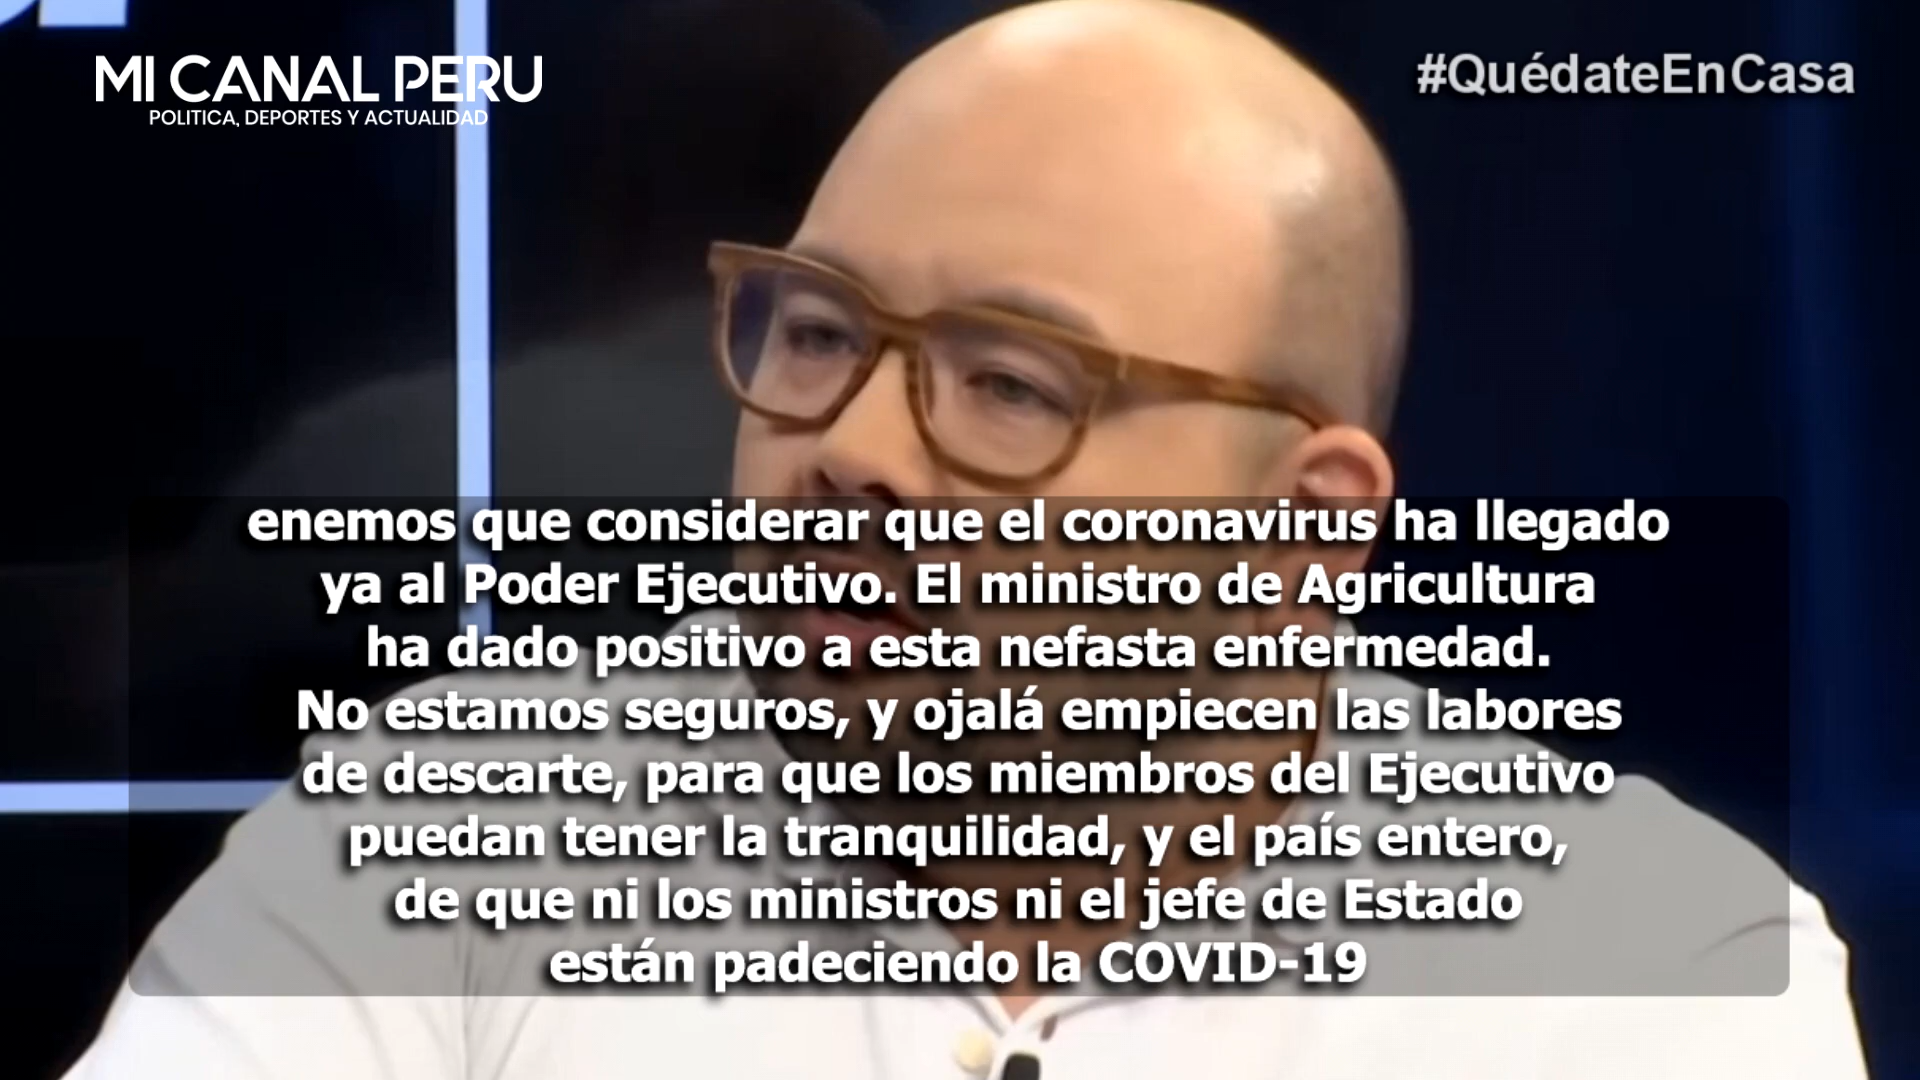 MI CANAL PERU
POLITICA, DEPORTES Y ACTUALIDAD
#QuédateEnCasa
enemos que considerar que el coronavirus ha llegado
ya al Poder Ejecutivo. El ministro de Agricultura
ha dado positivo a esta nefasta enfermedad.
No estamos seguros, y ojalá empiecen las labores
de descarte, para que los miembros del Ejecutivo
puedan tener la tranquilidad, y el país entero,
de que ni los ministros ni el jefe de Estado
están padeciendo la COVID-19